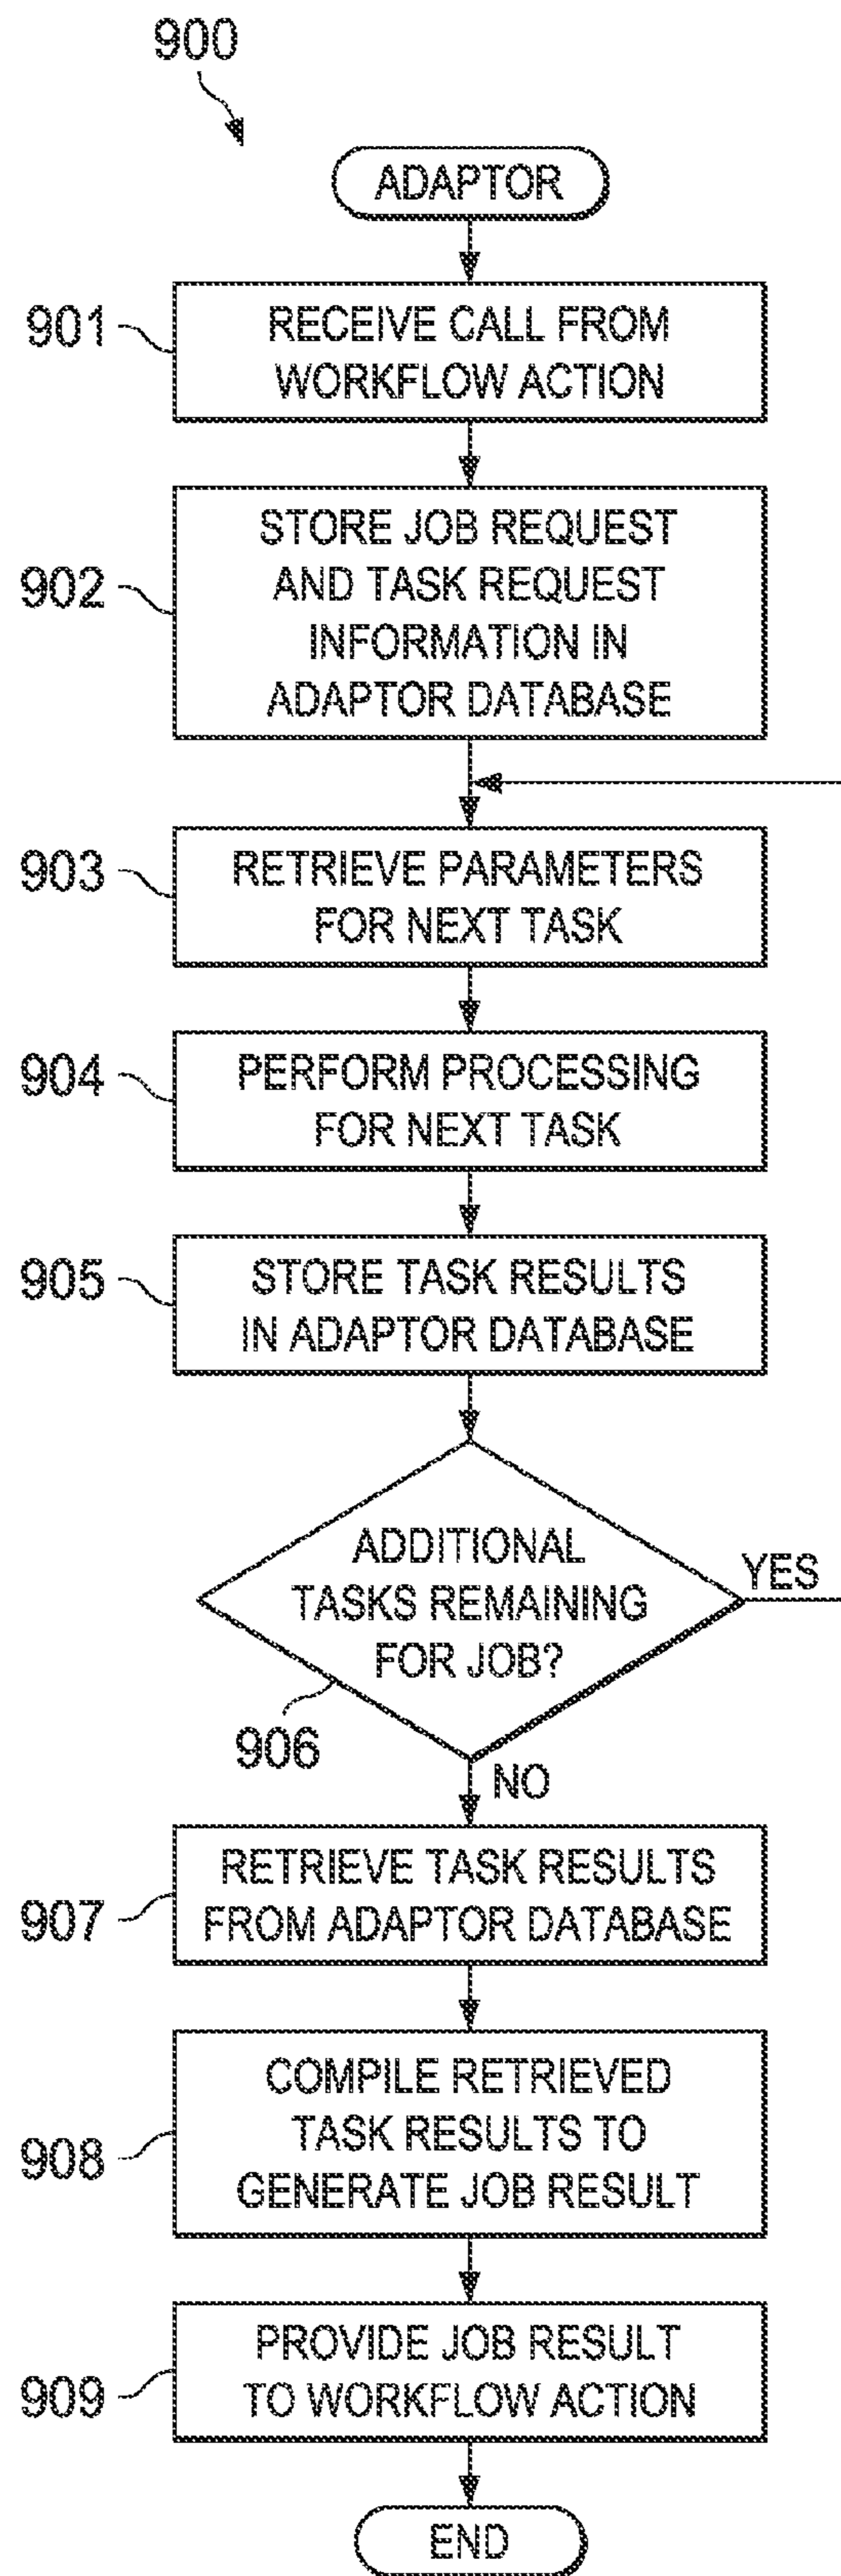 900
ADAPTOR
901
RECEIVE CALL FROM
WORKFLOW ACTION
902
STORE JOB REQUEST
AND TASK REQUEST
INFORMATION IN
ADAPTOR DATABASE
903
RETRIEVE PARAMETERS
FOR NEXT TASK
904
PERFORM PROCESSING
FOR NEXT TASK
905
STORE TASK RESULTS
IN ADAPTOR DATABASE
ADDITIONAL
TASKS REMAINING
FOR JOB?
YES
906
NO
907
RETRIEVE TASK RESULTS
FROM ADAPTOR DATABASE
908
COMPILE RETRIEVED
TASK RESULTS TO
GENERATE JOB RESULT
909
PROVIDE JOB RESULT
TO WORKFLOW ACTION
END